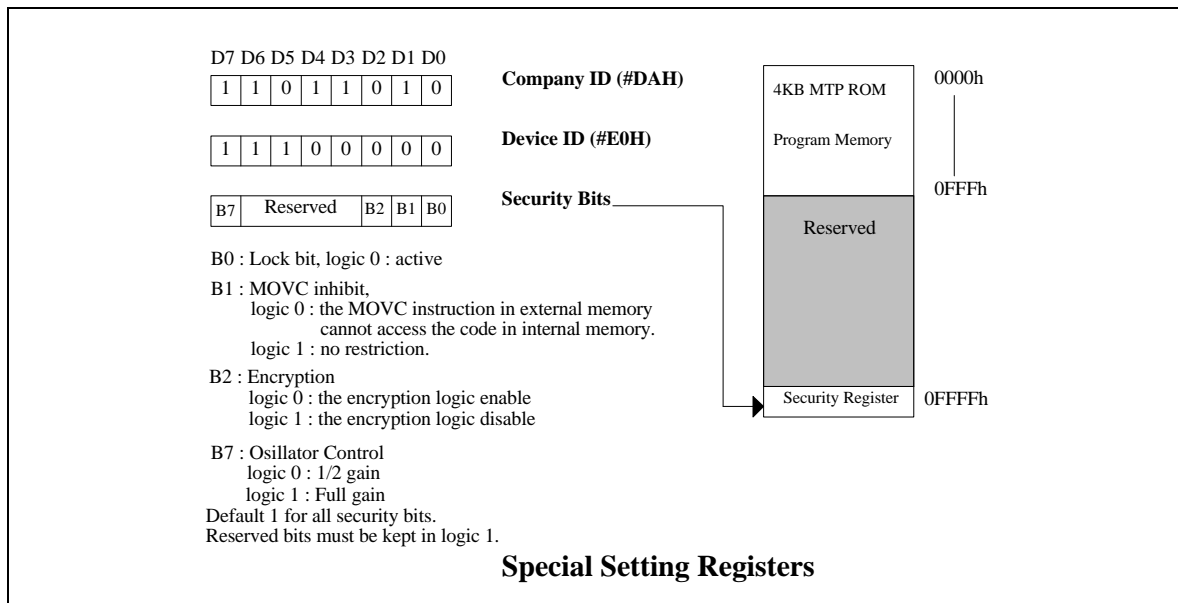 D7 D6 D5 D4 D3 D2 D1 D0
1 1 0 1 1 0 1 0
Company ID (#DAH)
1 1 1 0 0 0 0 0
Device ID (#E0H)
B7 Reserved B2 B1 B0
Security Bits
B0 : Lock bit, logic 0 : active
B1 : MOVC inhibit,
logic 0 : the MOVC instruction in external memory
cannot access the code in internal memory.
logic 1 : no restriction.
B2 : Encryption
logic 0 : the encryption logic enable
logic 1 : the encryption logic disable
B7 : Osillator Control
logic 0 : 1/2 gain
logic 1 : Full gain
Default 1 for all security bits.
Reserved bits must be kept in logic 1.
4KB MTP ROM
Program Memory
0000h
0FFFh
Reserved
Security Register
0FFFFh
Special Setting Registers